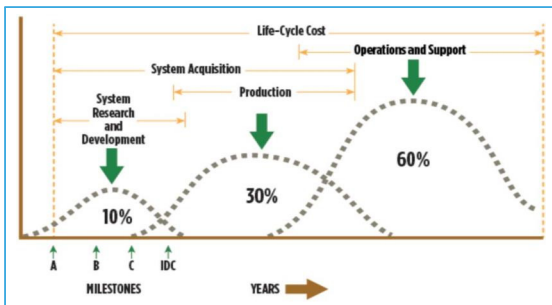 Life-Cycle Cost
Operations and Support
System Acquisition
Production
System
Research
and
Development
10%
30%
60%
A
B
C
IDC
MILESTONES
YEARS